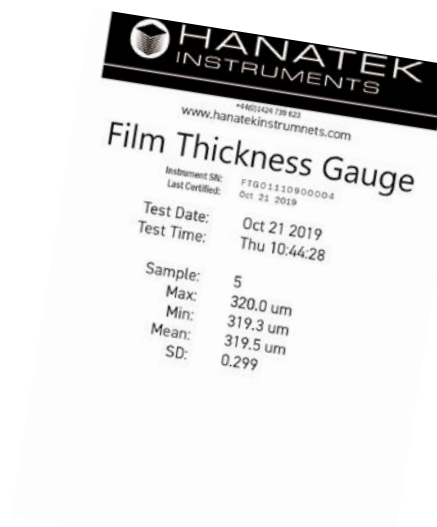 HANATEK
INSTRUMENTS
+44(0)1424 739 623
www.hanatekinstrumnets.com
Film Thickness Gauge
Instrument SN: FTG01110900004
Last Certified: Oct 21 2019
Test Date: Oct 21 2019
Test Time: Thu 10:44:28
Sample: 5
Max: 320.0 um
Min: 319.3 um
Mean: 319.5 um
SD: 0.299